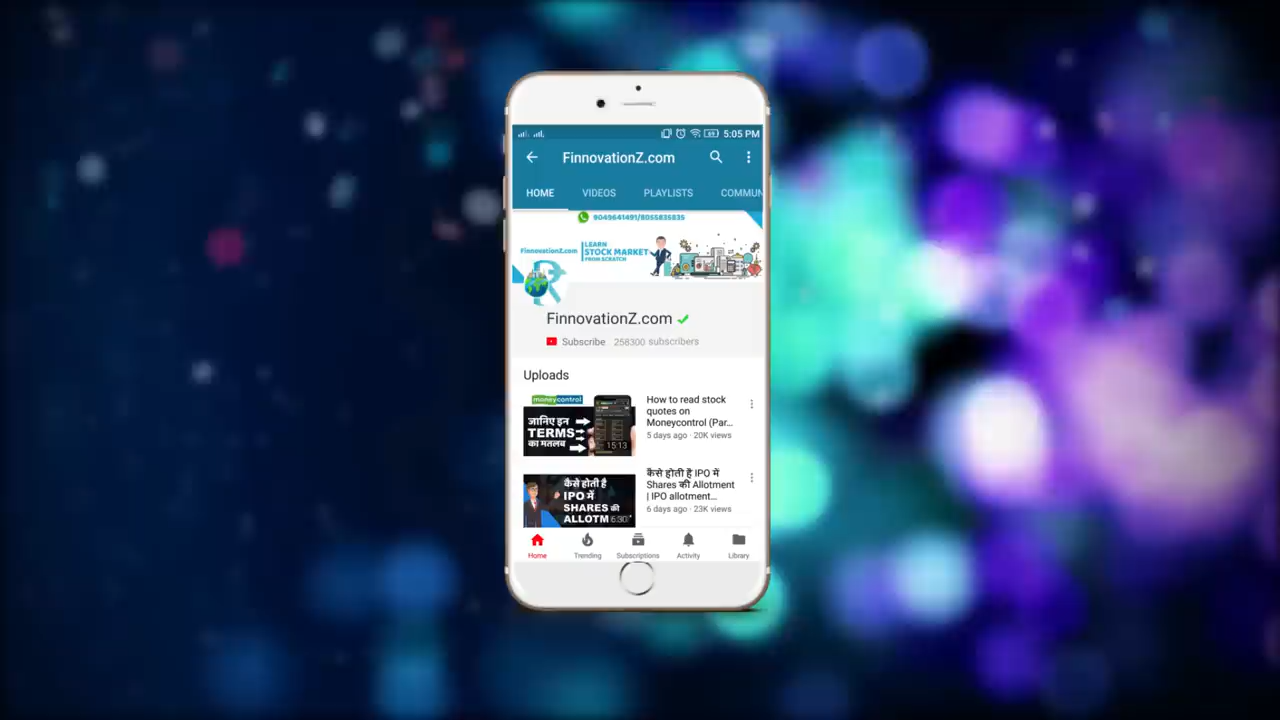 5:05 PM
FinnovationZ.com
HOME VIDEOS PLAYLISTS COMMUN
9049641491/8055835835
FinnovationZ.com
LEARN
STOCK MARKET
FROM SCRATCH
FinnovationZ.com
Subscribe 258300 subscribers
Uploads
moneycontrol
जानिए इन
TERMS
का मतलब
15:13
How to read stock
quotes on
Moneycontrol (Par...
5 days ago · 20K views
कैसे होती है
IPO में
SHARES की
ALLOTM
6:30
कैसे होती है IPO में
Shares की Allotment
| IPO allotment...
6 days ago · 23K views
Home Trending Subscriptions Activity Library